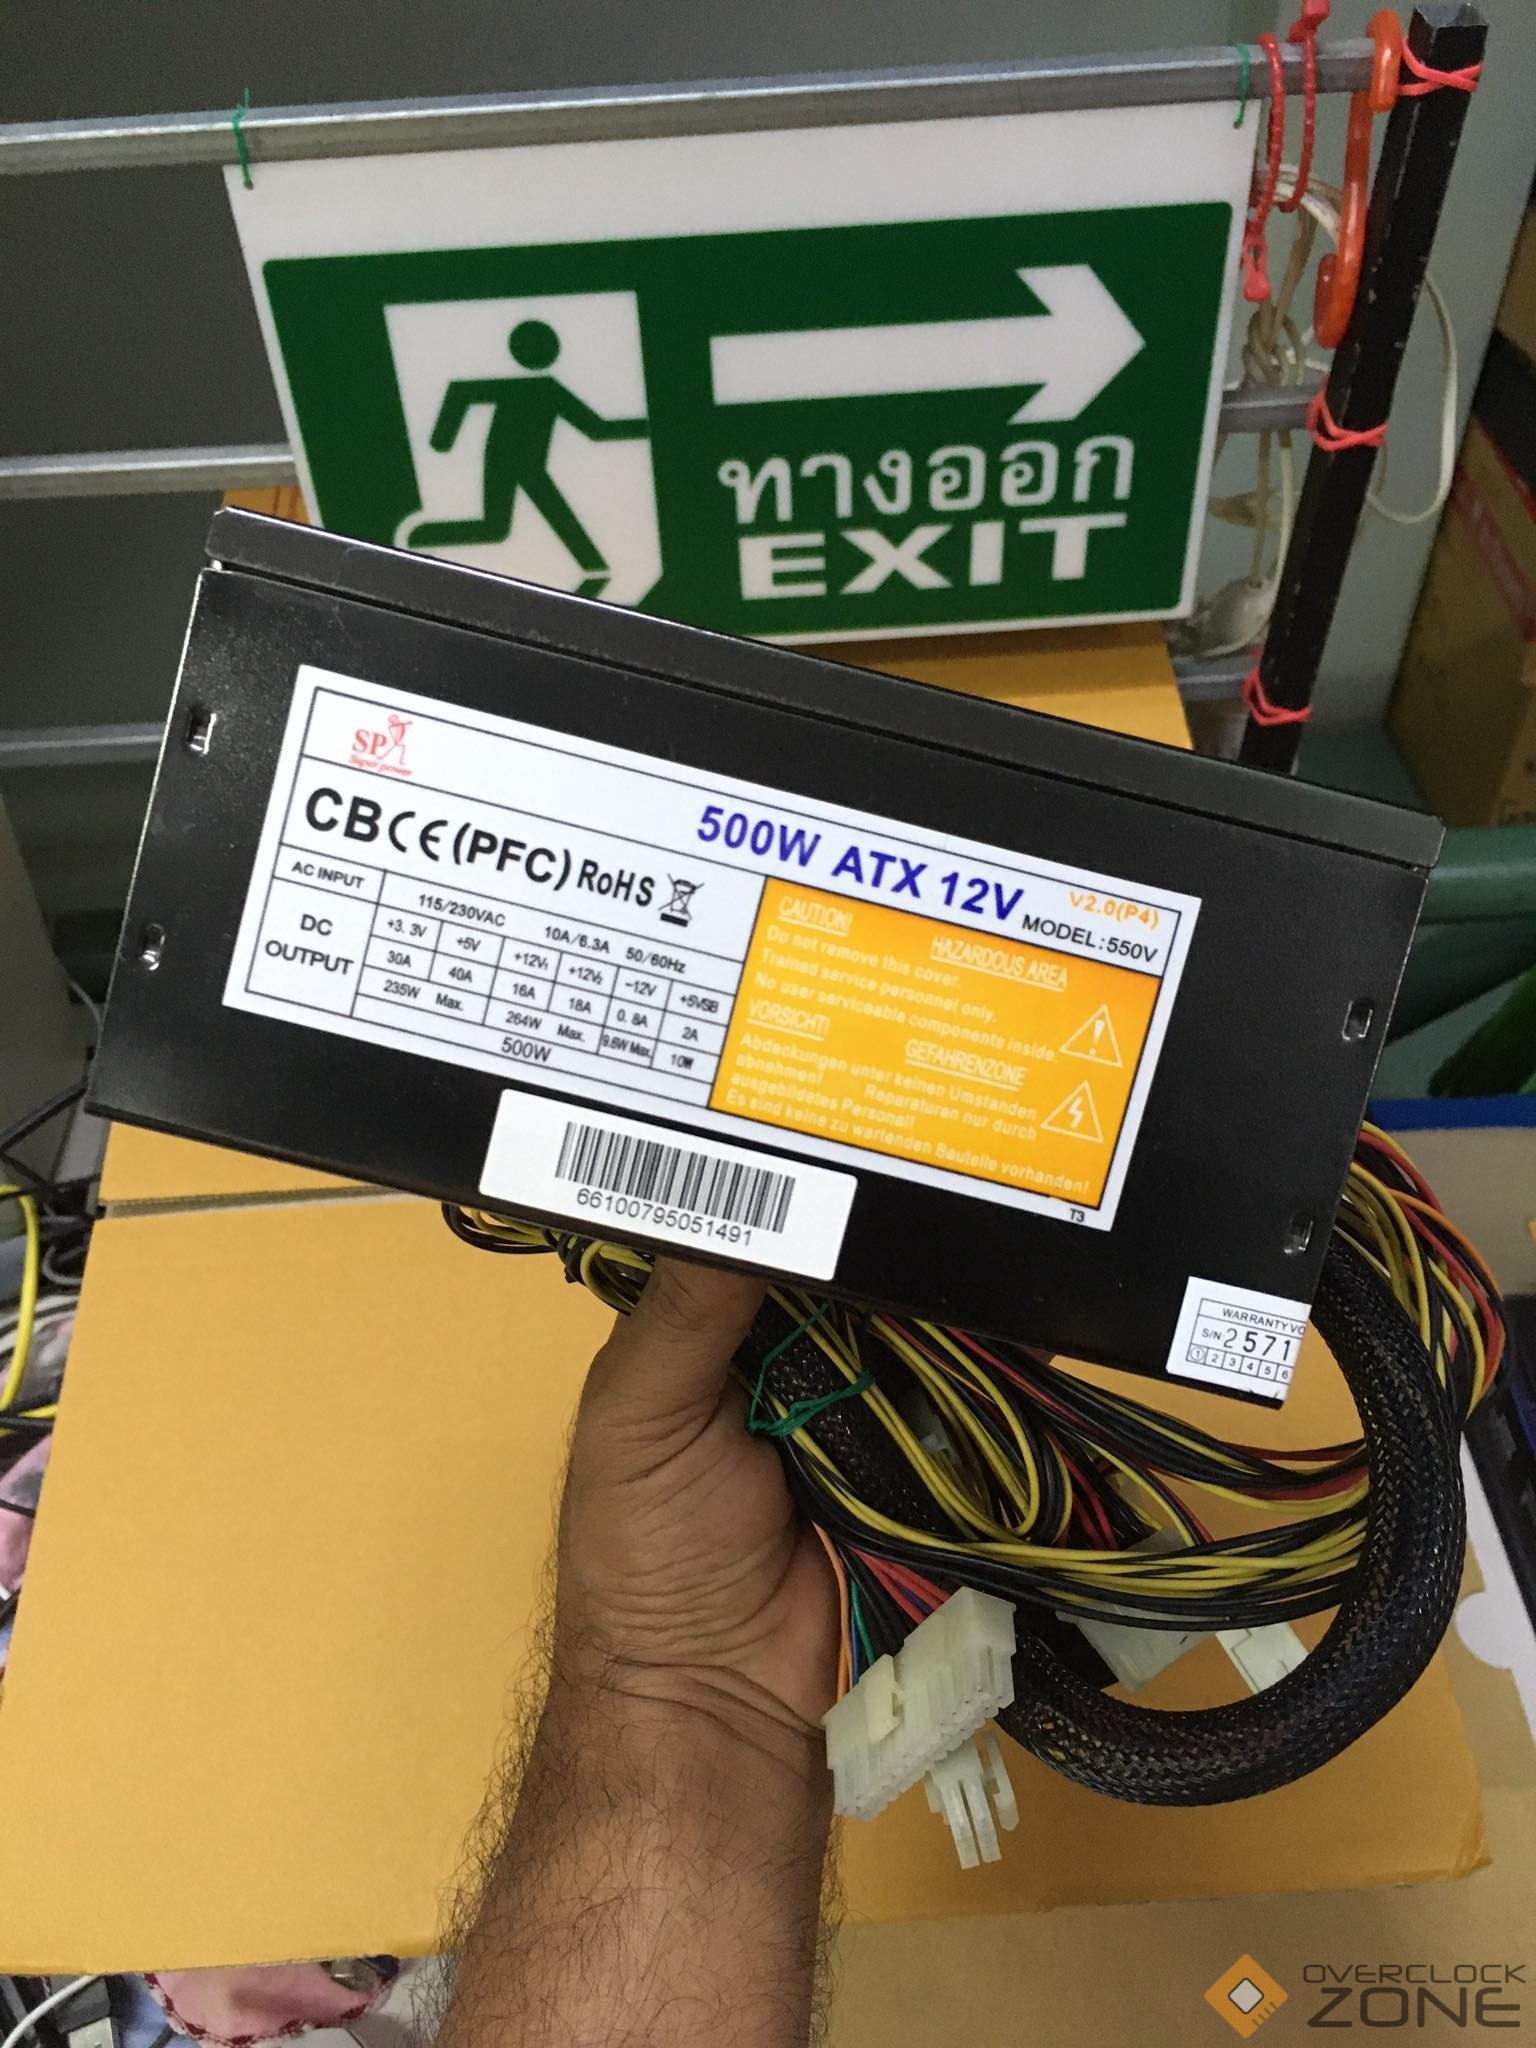 ทางออก
EXIT
SP
Super power
500W ATX 12V
V2.0(P4)
MODEL:550V
CB CE (PFC) RoHS
AC INPUT 115/230VAC 10A/6.3A 50/60Hz
DC OUTPUT
+3.3V +5V +12V1 +12V2 -12V +5VSB
30A 40A 16A 18A 0.8A 2A
235W Max. 264W Max. 9.6W Max. 10W
500W
CAUTION! HAZARDOUS AREA
Do not remove this cover.
Trained service personnel only.
No user serviceable components inside.
VORSICHT! GEFAHRENZONE
Abdeckungen unter keinen Umstanden
abnehmen! Reparaturen nur durch
ausgebildetes Personal!
Es sind keine zu wartenden Bauteile vorhanden!
T3
66100795051491
WARRANTY VO
S/N 2571
1 2 3 4 5 6
OVERCLOCK
ZONE